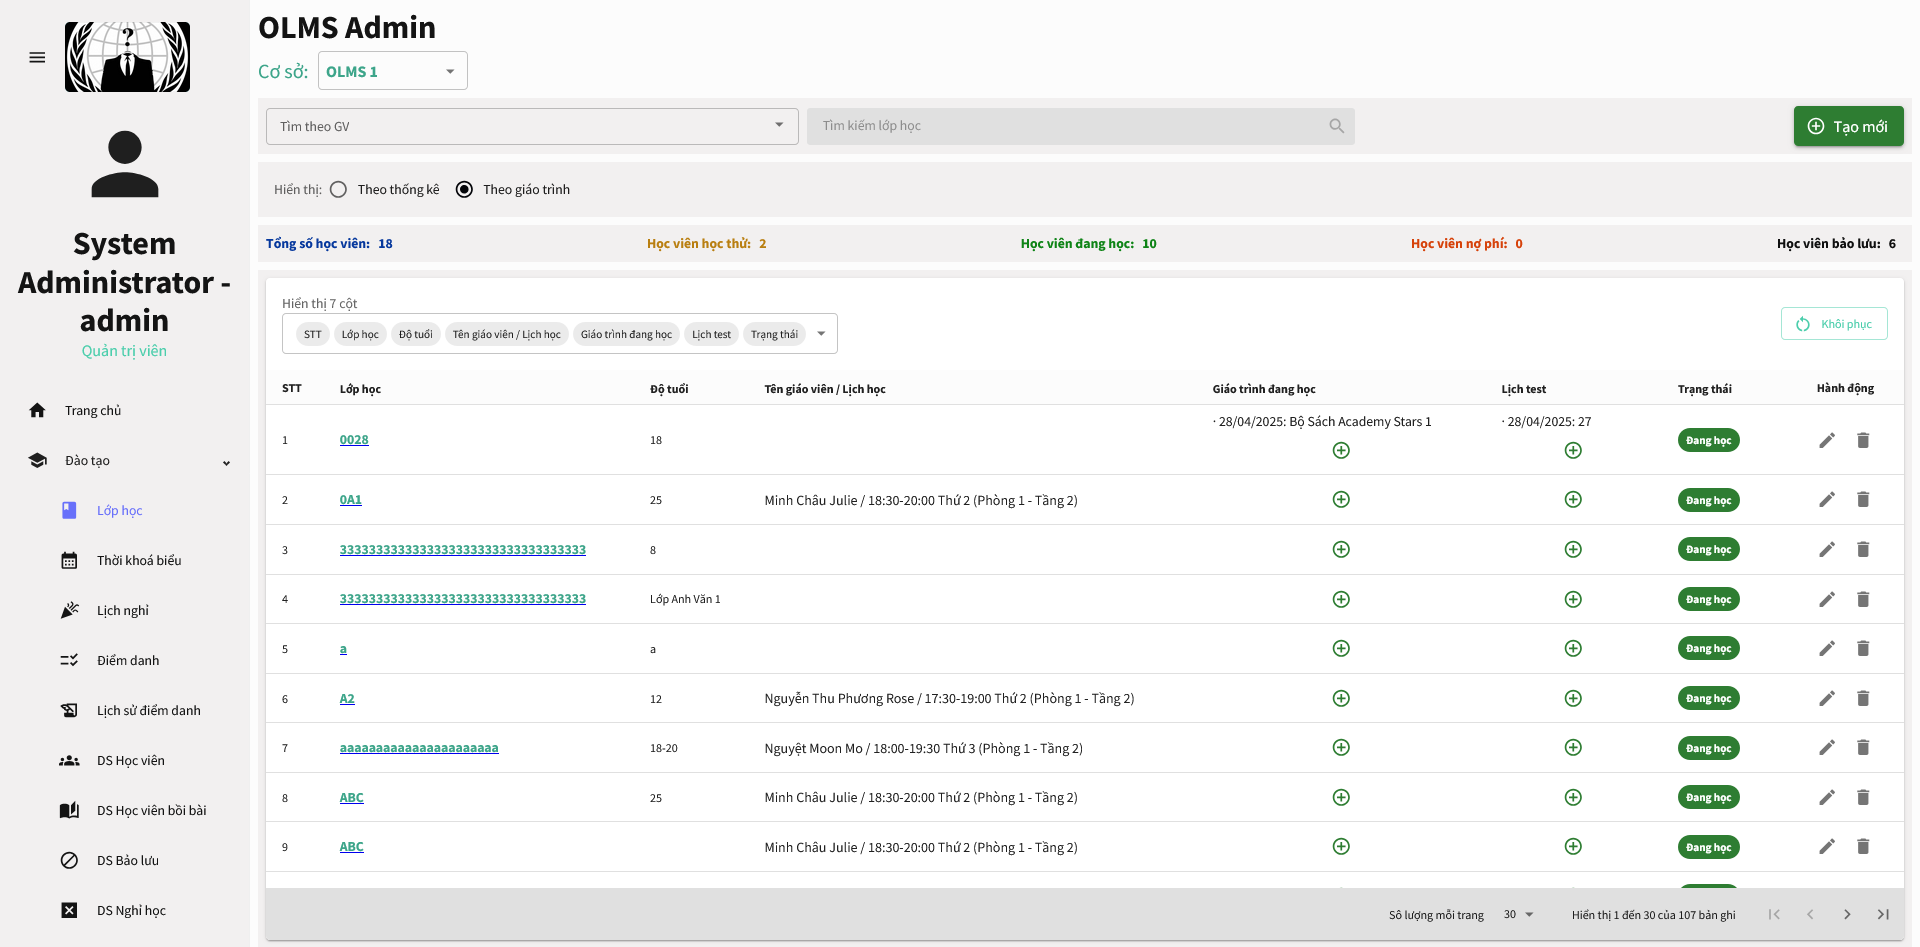 OLMS Admin
Cơ sở: OLMS 1
Tìm theo GV
Tìm kiếm lớp học
Tạo mới
Hiển thị: Theo thống kê Theo giáo trình
Tổng số học viên: 18 Học viên học thử: 2 Học viên đang học: 10 Học viên nợ phí: 0 Học viên bảo lưu: 6
?
System
Administrator -
admin
Quản trị viên
Trang chủ
Đào tạo
Lớp học
Thời khoá biểu
Lịch nghỉ
Điểm danh
Lịch sử điểm danh
DS Học viên
DS Học viên bồi bài
DS Bảo lưu
DS Nghỉ học
Hiển thị 7 cột
STT Lớp học Độ tuổi Tên giáo viên / Lịch học Giáo trình đang học Lịch test Trạng thái
Khôi phục
STT Lớp học Độ tuổi Tên giáo viên / Lịch học Giáo trình đang học Lịch test Trạng thái Hành động
1 0028 18 · 28/04/2025: Bộ Sách Academy Stars 1 · 28/04/2025: 27 Đang học
2 0A1 25 Minh Châu Julie / 18:30-20:00 Thứ 2 (Phòng 1 - Tầng 2) Đang học
3 3333333333333333333333333333333333 8 Đang học
4 3333333333333333333333333333333333 Lớp Anh Văn 1 Đang học
5 a a Đang học
6 A2 12 Nguyễn Thu Phương Rose / 17:30-19:00 Thứ 2 (Phòng 1 - Tầng 2) Đang học
7 aaaaaaaaaaaaaaaaaaaaaa 18-20 Nguyệt Moon Mo / 18:00-19:30 Thứ 3 (Phòng 1 - Tầng 2) Đang học
8 ABC 25 Minh Châu Julie / 18:30-20:00 Thứ 2 (Phòng 1 - Tầng 2) Đang học
9 ABC Minh Châu Julie / 18:30-20:00 Thứ 2 (Phòng 1 - Tầng 2) Đang học
Số lượng mỗi trang 30 Hiển thị 1 đến 30 của 107 bản ghi